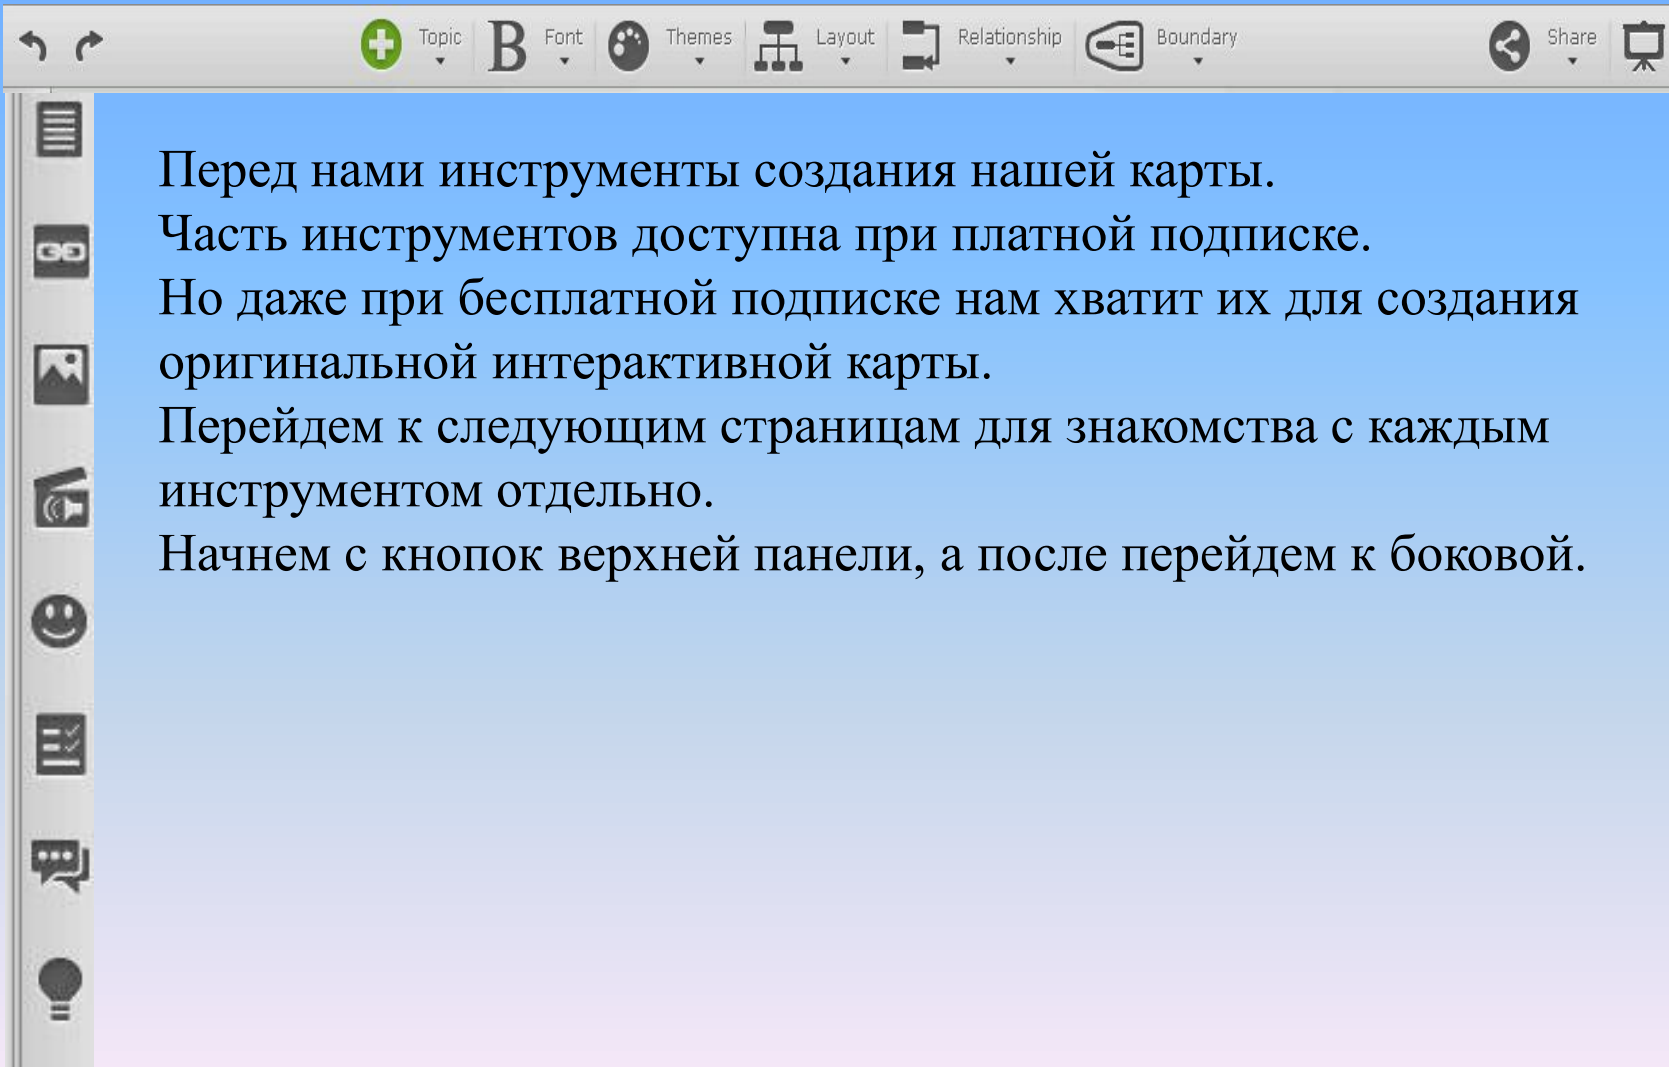 Topic
Font
Themes
Layout
Relationship
Boundary
Share
Перед нами инструменты создания нашей карты.
Часть инструментов доступна при платной подписке.
Но даже при бесплатной подписке нам хватит их для создания
оригинальной интерактивной карты.
Перейдем к следующим страницам для знакомства с каждым
инструментом отдельно.
Начнем с кнопок верхней панели, а после перейдем к боковой.